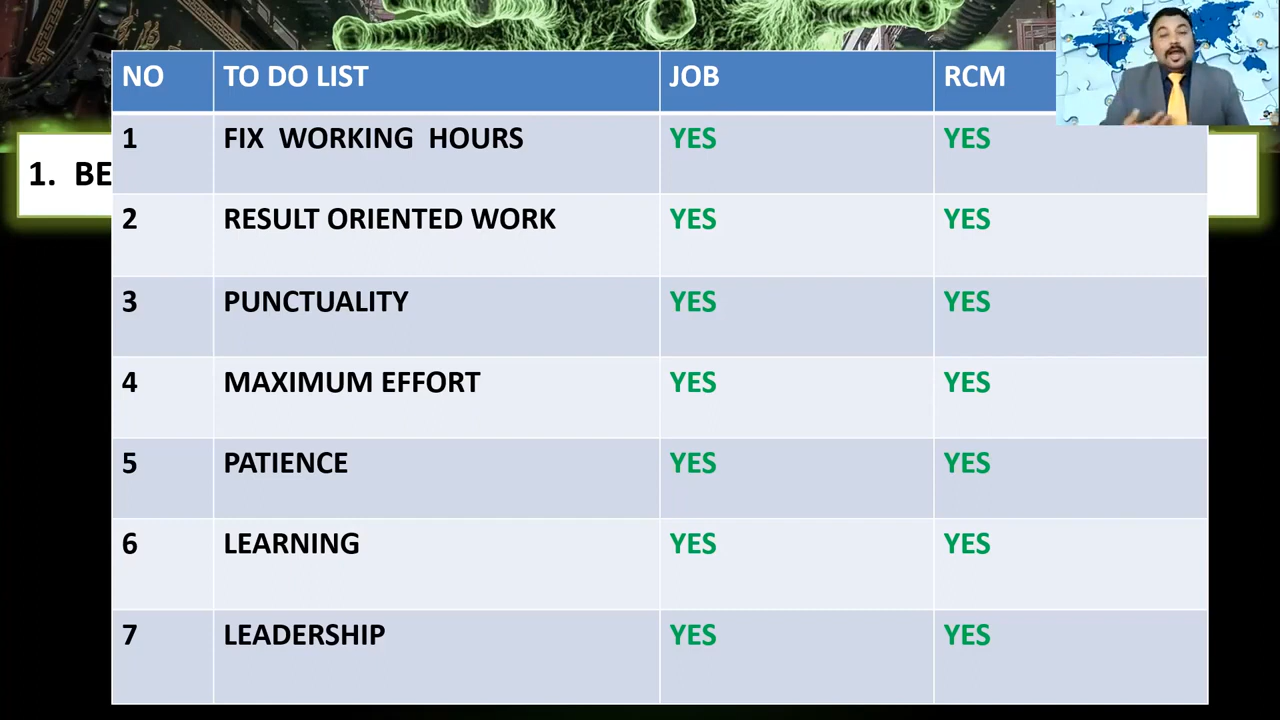 NO TO DO LIST JOB RCM
1 FIX WORKING HOURS YES YES
1. BE
2 RESULT ORIENTED WORK YES YES
3 PUNCTUALITY YES YES
4 MAXIMUM EFFORT YES YES
5 PATIENCE YES YES
6 LEARNING YES YES
7 LEADERSHIP YES YES